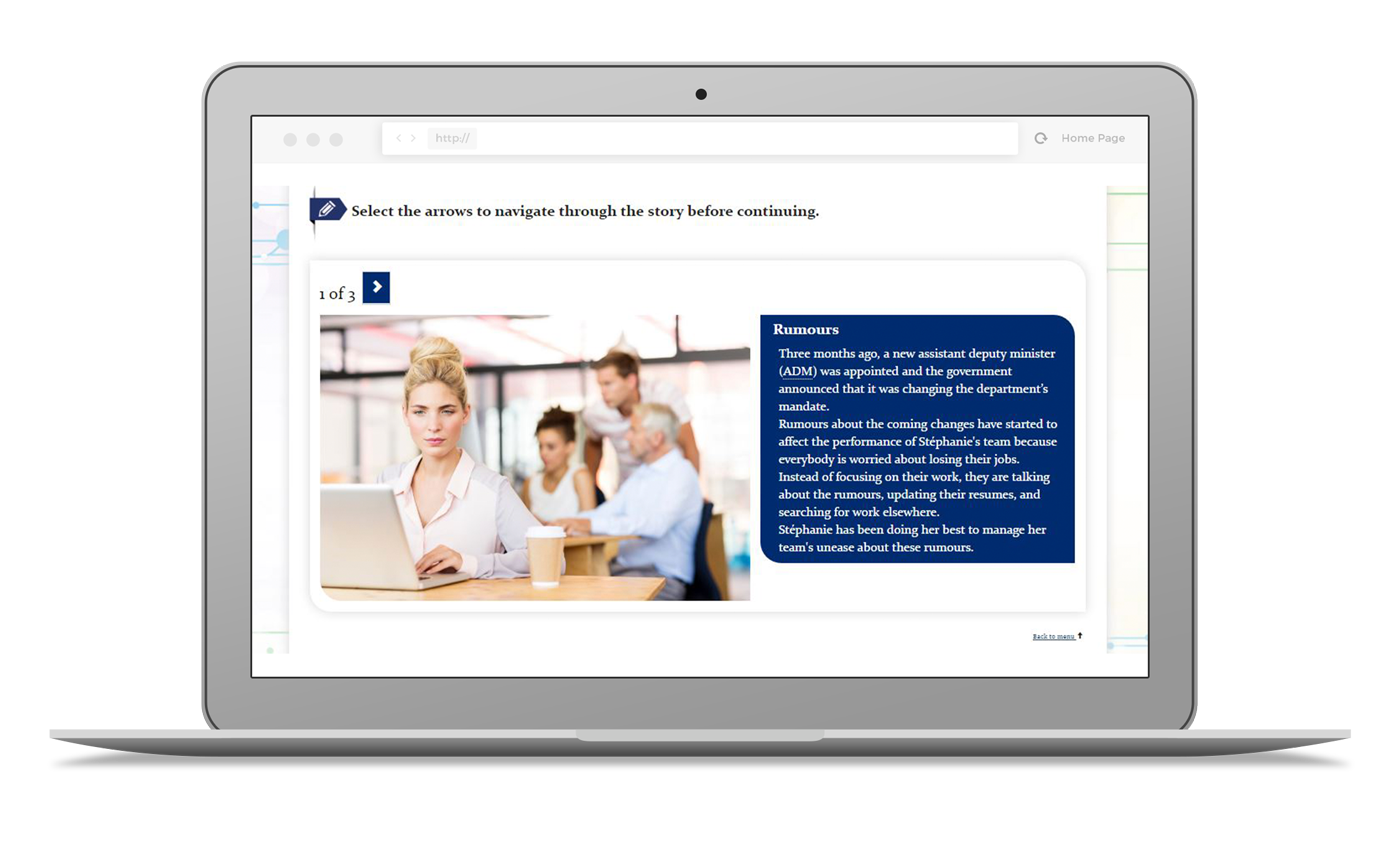 http://
Home Page
Select the arrows to navigate through the story before continuing.
1 of 3
Rumours
Three months ago, a new assistant deputy minister
(ADM) was appointed and the government
announced that it was changing the department's
mandate.
Rumours about the coming changes have started to
affect the performance of Stéphanie's team because
everybody is worried about losing their jobs.
Instead of focusing on their work, they are talking
about the rumours, updating their resumes, and
searching for work elsewhere.
Stéphanie has been doing her best to manage her
team's unease about these rumours.
Back to menu